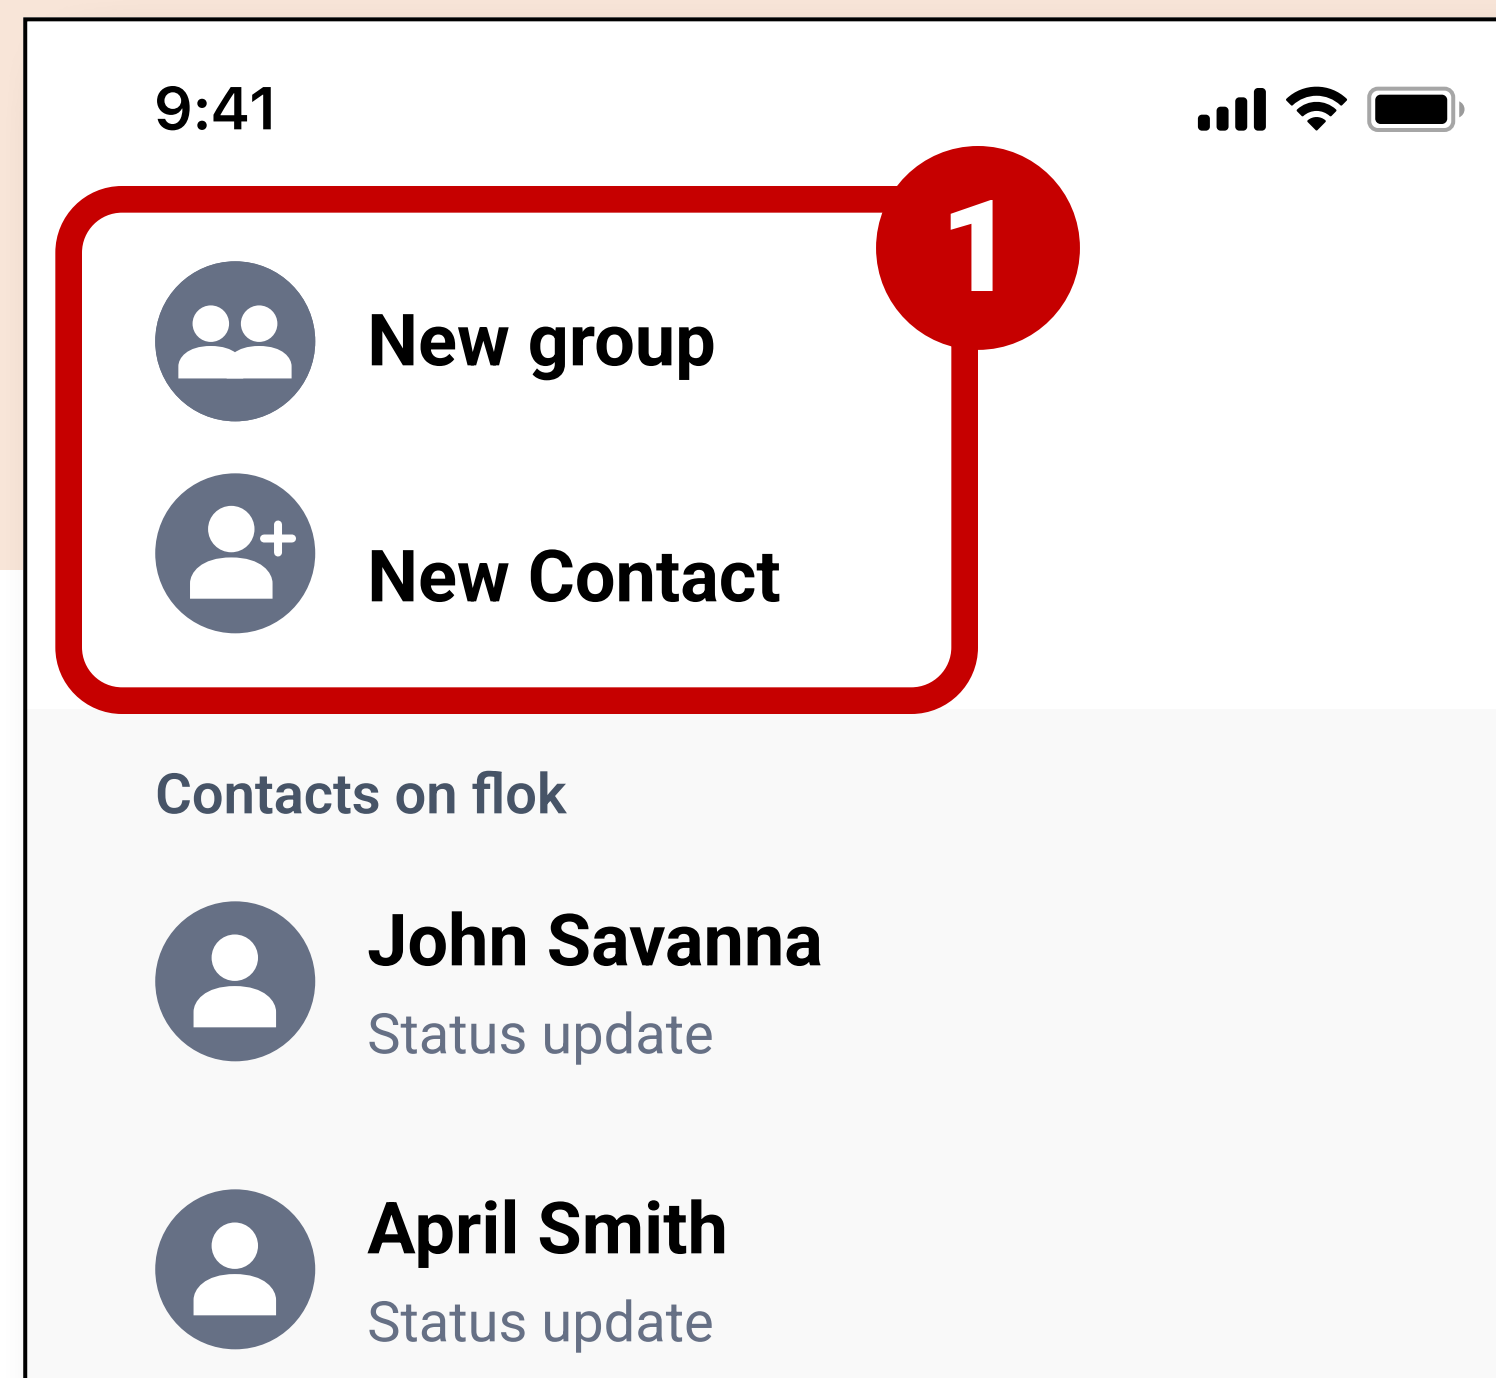 9:41
1
New group
New Contact
Contacts on flok
John Savanna
Status update
April Smith
Status update